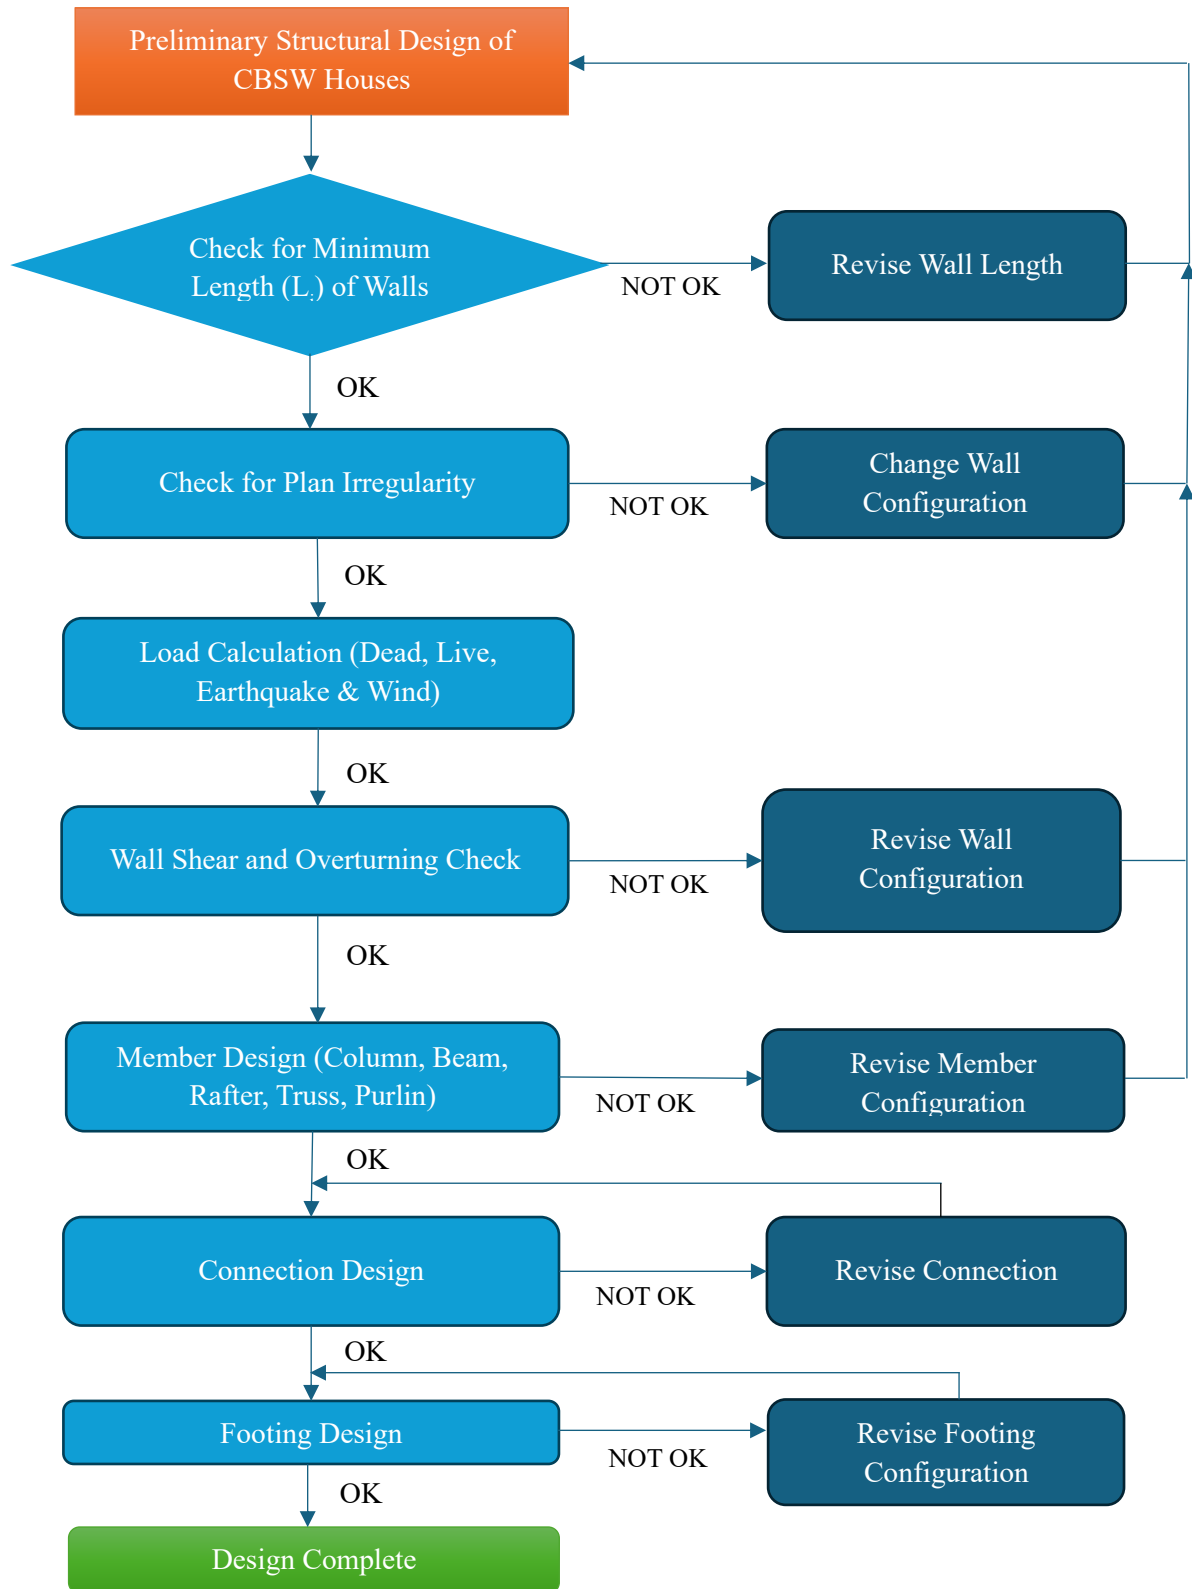 Preliminary Structural Design of
CBSW Houses
Check for Minimum
Length (Li) of Walls
NOT OK
Revise Wall Length
OK
Check for Plan Irregularity
NOT OK
Change Wall
Configuration
OK
Load Calculation (Dead, Live,
Earthquake & Wind)
OK
Wall Shear and Overturning Check
NOT OK
Revise Wall
Configuration
OK
Member Design (Column, Beam,
Rafter, Truss, Purlin)
NOT OK
Revise Member
Configuration
OK
Connection Design
NOT OK
Revise Connection
OK
Footing Design
NOT OK
Revise Footing
Configuration
OK
Design Complete